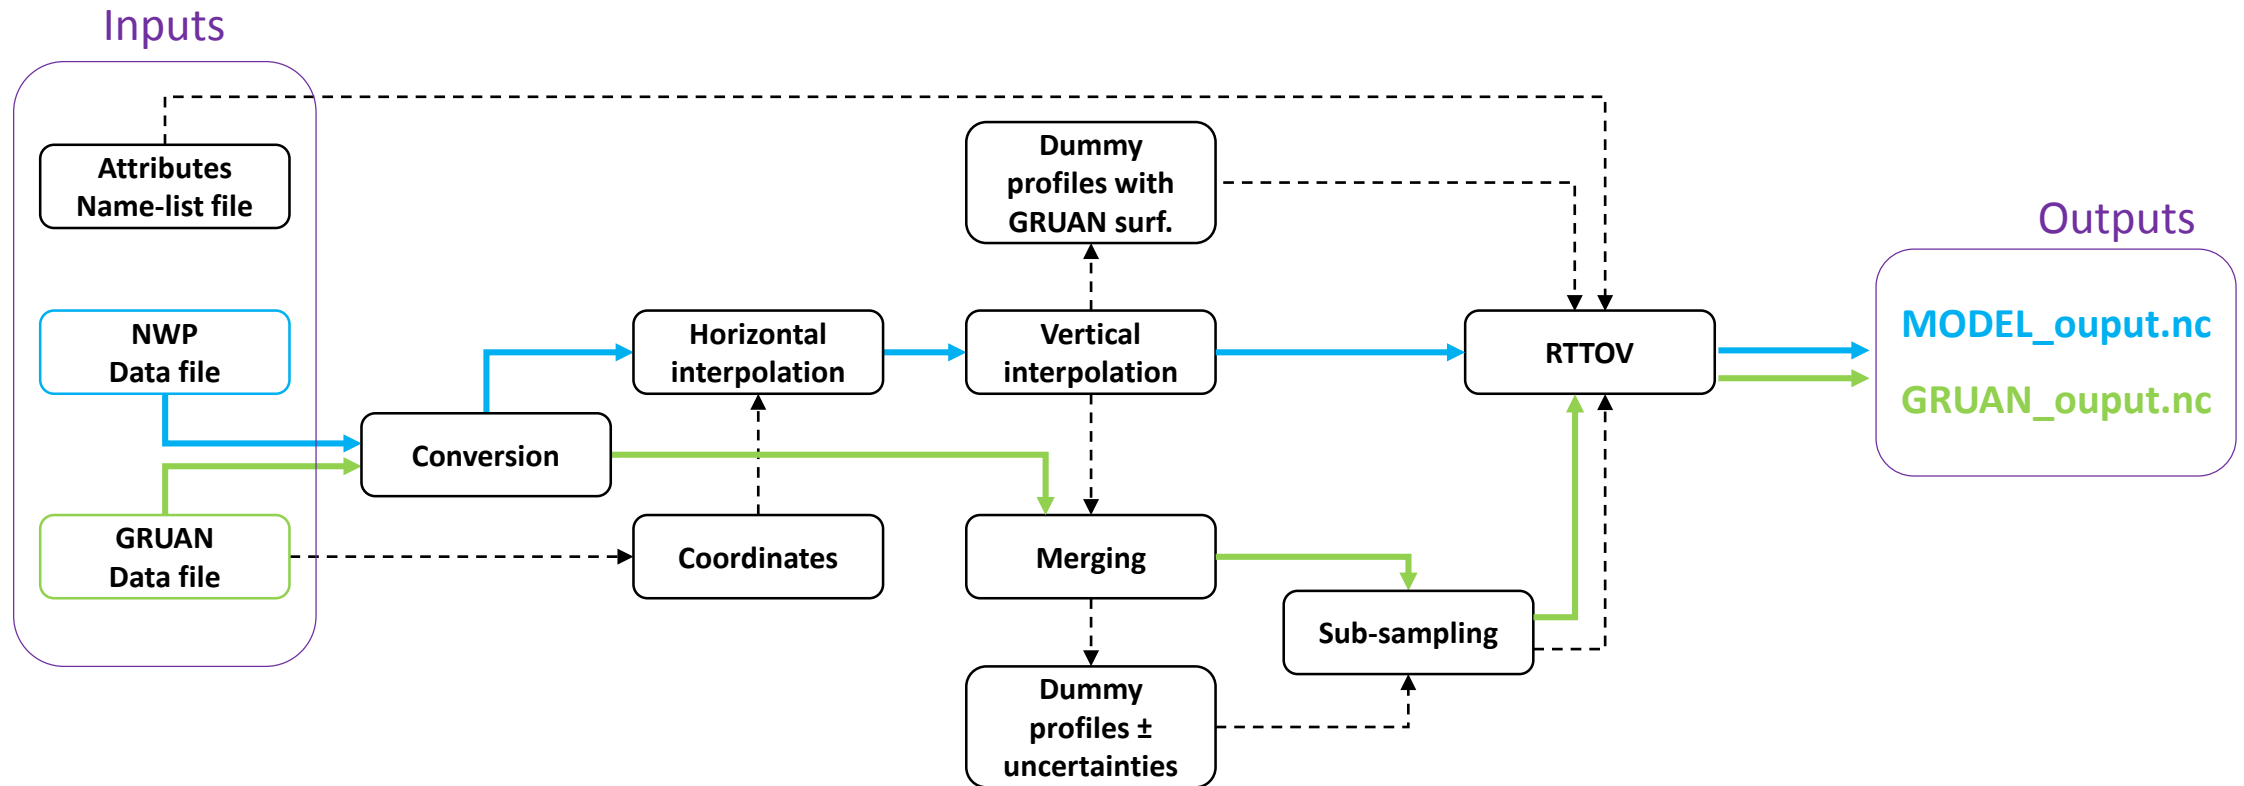 Inputs
Attributes
Name-list file
NWP
Data file
GRUAN
Data file
Conversion
Horizontal
interpolation
Coordinates
Dummy
profiles with
GRUAN surf.
Vertical
interpolation
Merging
Dummy
profiles ±
uncertainties
Sub-sampling
RTTOV
Outputs
MODEL_ouput.nc
GRUAN_ouput.nc